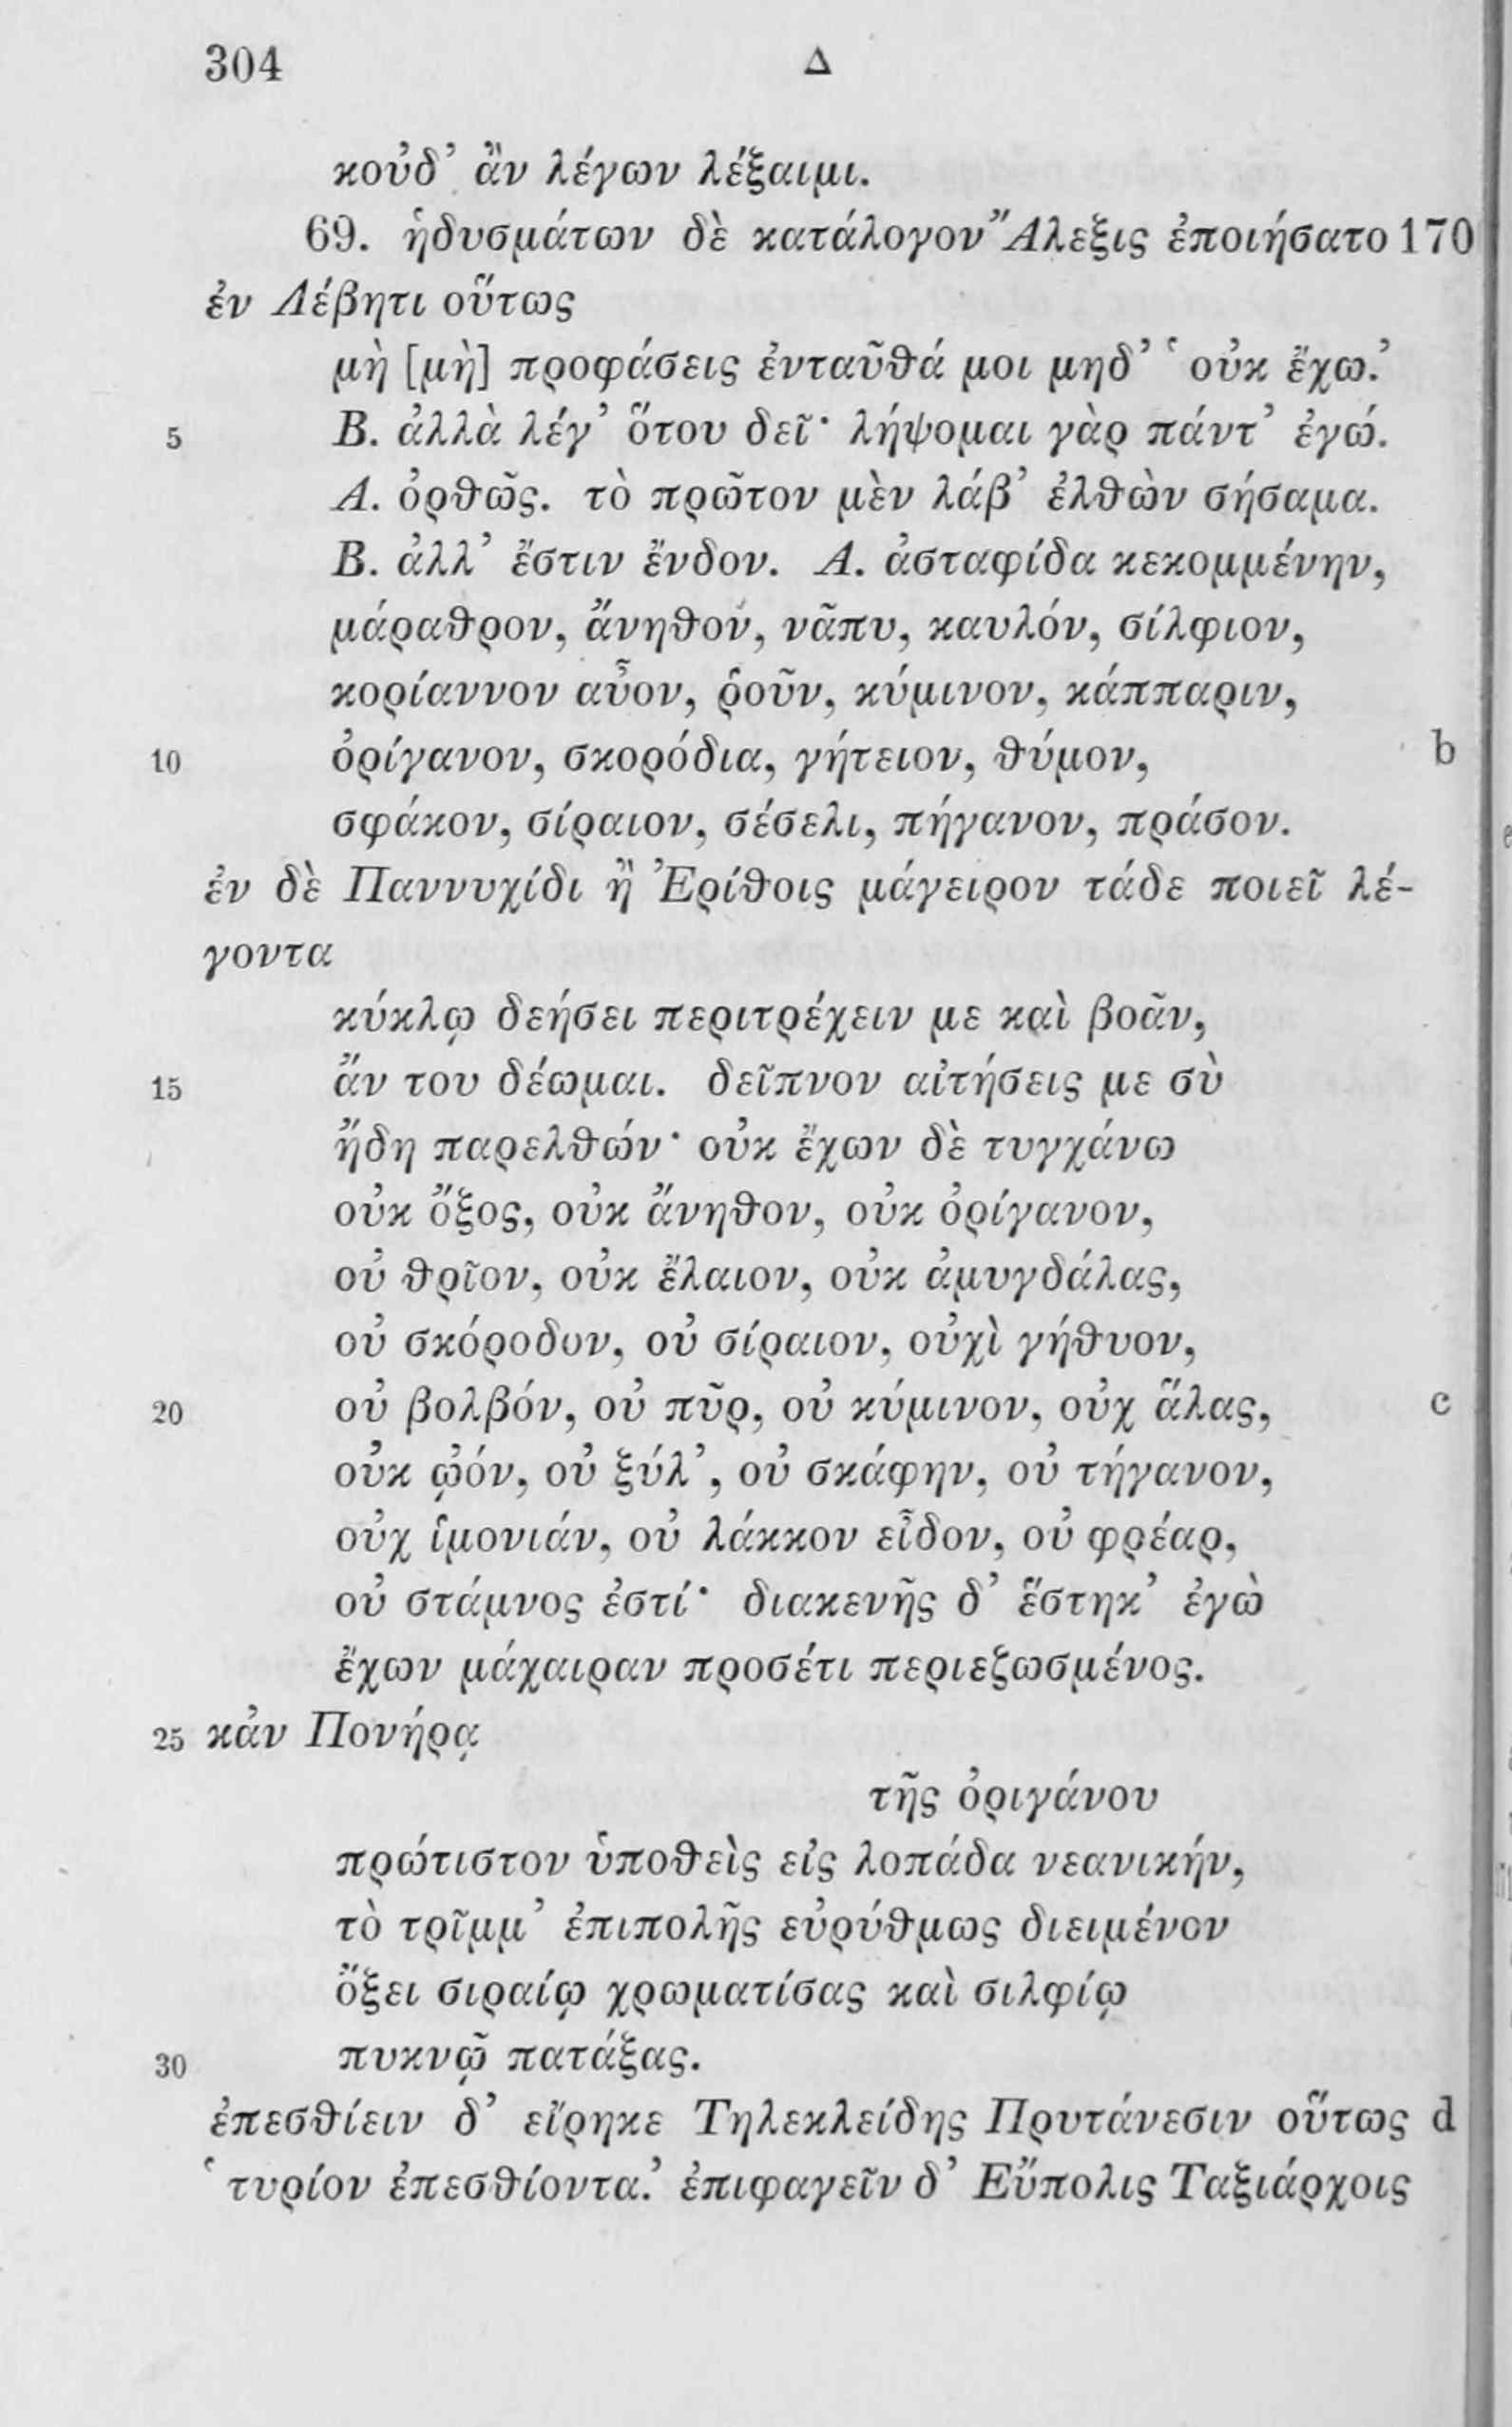 304 Δ
κοὐδ’ ἂν λέγων λέξαιμι.
69. ἡδυσμάτων δὲ κατάλογον Ἄλεξις ἐποιήσατο 170
ἐν Λέβητι οὕτως
μὴ [μὴ] προφάσεις ἐνταῦθά μοι μηδ’ ‘οὐκ ἔχω.’
5 Β. ἀλλὰ λέγ’ ὅτου δεῖ· λήψομαι γὰρ πάντ’ ἐγώ.
Α. ὀρθῶς. τὸ πρῶτον μὲν λάβ’ ἐλθὼν σήσαμα.
Β. ἀλλ’ ἔστιν ἔνδον. Α. ἀσταφίδα κεκομμένην,
μάραθρον, ἄνηθον, νᾶπυ, καυλόν, σίλφιον,
κορίαννον αὖον, ῥοῦν, κύμινον, κάππαριν,
10 ὀρίγανον, σκορόδια, γήτειον, θύμον, b
σφάκον, σίραιον, σέσελι, πήγανον, πράσον.
ἐν δὲ Παννυχίδι ἢ Ἐρίθοις μάγειρον τάδε ποιεῖ λέ-
γοντα
κύκλῳ δεήσει περιτρέχειν με καὶ βοᾶν,
15 ἄν του δέωμαι. δεῖπνον αἰτήσεις με σὺ
ἤδη παρελθών· οὐκ ἔχων δὲ τυγχάνω
οὐκ ὄξος, οὐκ ἄνηθον, οὐκ ὀρίγανον,
οὐ θρῖον, οὐκ ἔλαιον, οὐκ ἀμυγδάλας,
οὐ σκόροδον, οὐ σίραιον, οὐχὶ γήθυον,
20 οὐ βολβόν, οὐ πῦρ, οὐ κύμινον, οὐχ ἅλας, c
οὐκ ᾠόν, οὐ ξύλ’, οὐ σκάφην, οὐ τήγανον,
οὐχ ἱμονιάν, οὐ λάκκον εἶδον, οὐ φρέαρ,
οὐ στάμνος ἐστί· διακενῆς δ’ ἕστηκ’ ἐγὼ
ἔχων μάχαιραν προσέτι περιεζωσμένος.
25 κἀν Πονήρᾳ
τῆς ὀριγάνου
πρώτιστον ὑποθεὶς εἰς λοπάδα νεανικήν,
τὸ τρῖμμ’ ἐπιπολῆς εὐρύθμως διειμένον
ὄξει σιραίῳ χρωματίσας καὶ σιλφίῳ
30 πυκνῷ πατάξας.
ἐπεσθίειν δ’ εἴρηκε Τηλεκλείδης Πρυτάνεσιν οὕτως d
‘τυρίον ἐπεσθίοντα.’ ἐπιφαγεῖν δ’ Εὔπολις Ταξιάρχοις